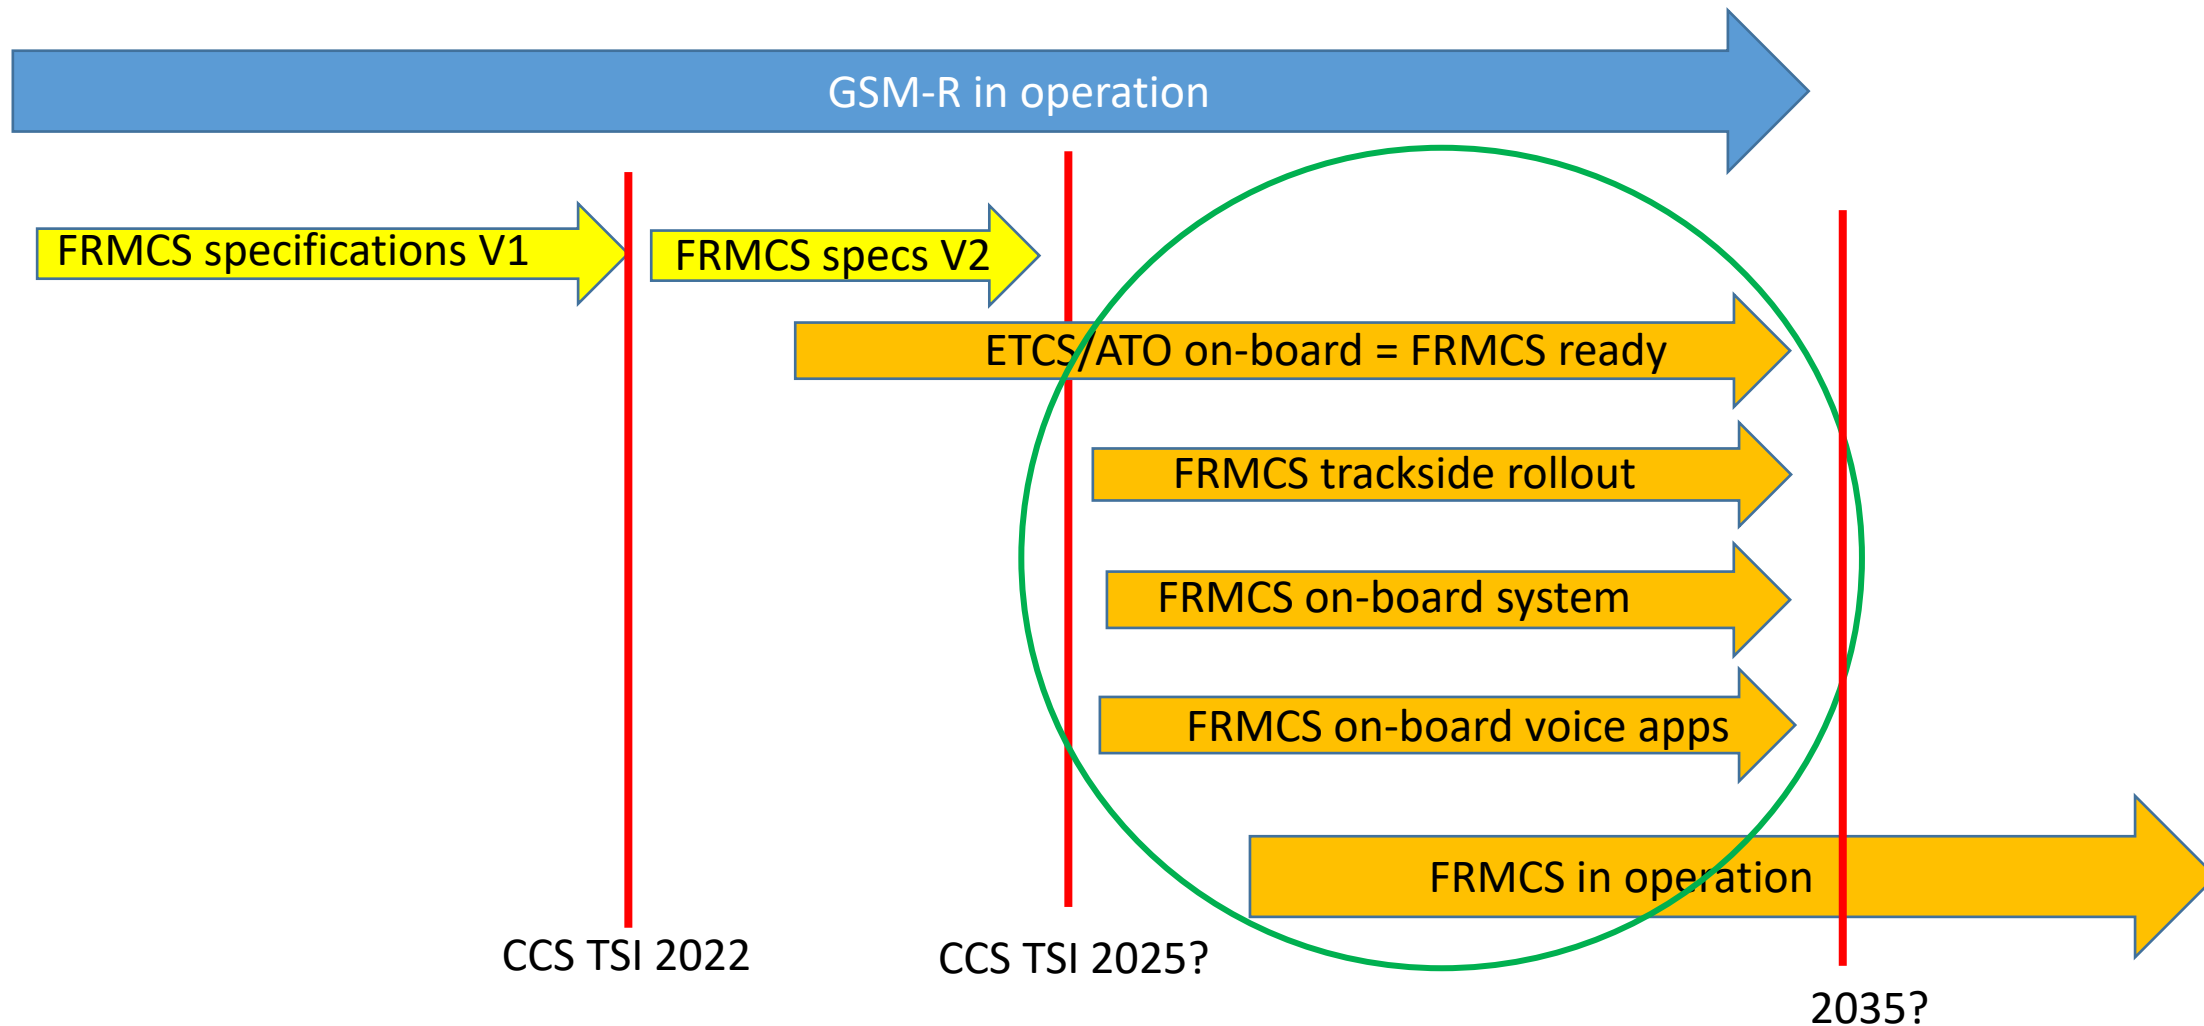 GSM-R in operation
FRMCS specifications V1
FRMCS specs V2
ETCS/ATO on-board = FRMCS ready
FRMCS trackside rollout
FRMCS on-board system
FRMCS on-board voice apps
FRMCS in operation
CCS TSI 2022
CCS TSI 2025?
2035?